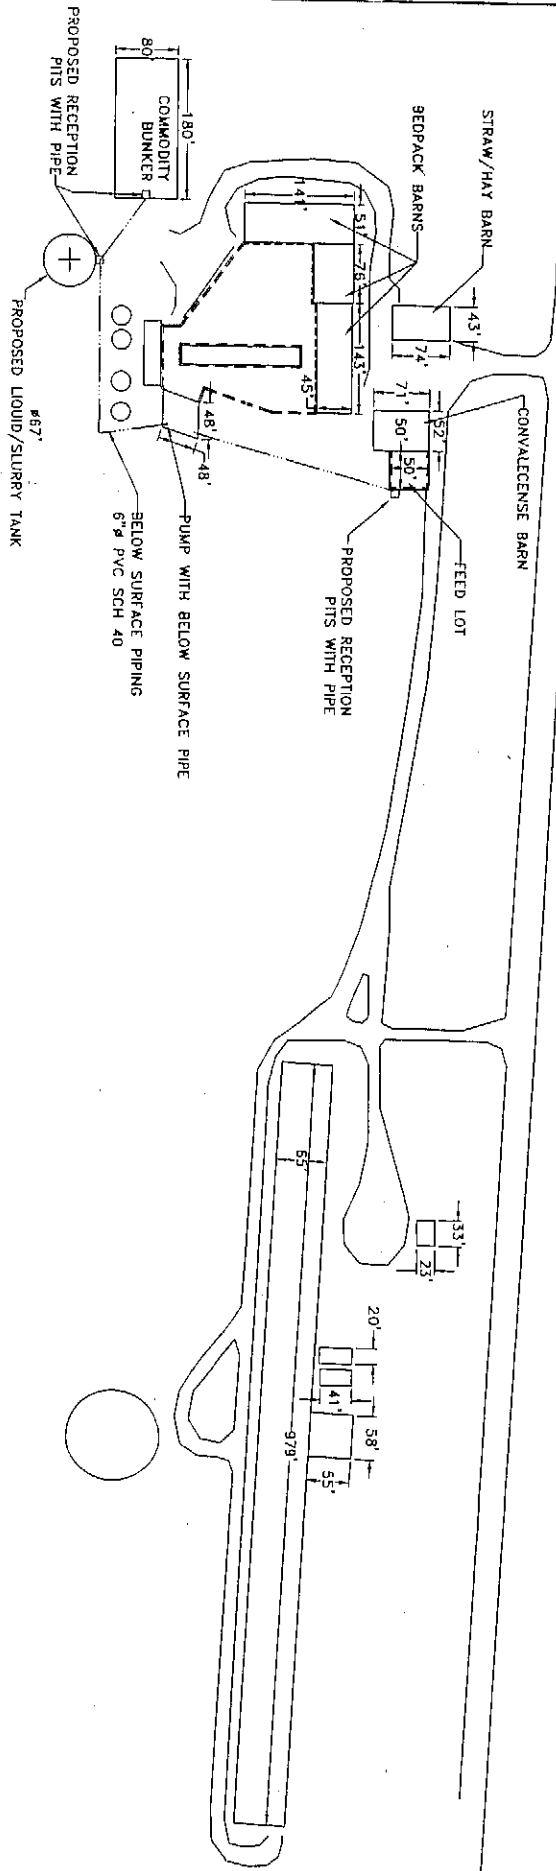 PROPOSED RECEPTION
PITS WITH PIPE
80'
180'
COMMODITY
BUNKER
STRAW/HAY BARN
BEDPACK BARNS
141'
51'
76'
143'
45'
43'
74'
71'
52'
50'
50'
CONVALECENSE BARN
FEED LOT
PROPOSED RECEPTION
PITS WITH PIPE
48'
48'
PUMP WITH BELOW SURFACE PIPE
BELOW SURFACE PIPING
6"ø PVC SCH 40
ø67'
PROPOSED LIQUID/SLURRY TANK
33'
23'
20'
41'
58'
55'
979'